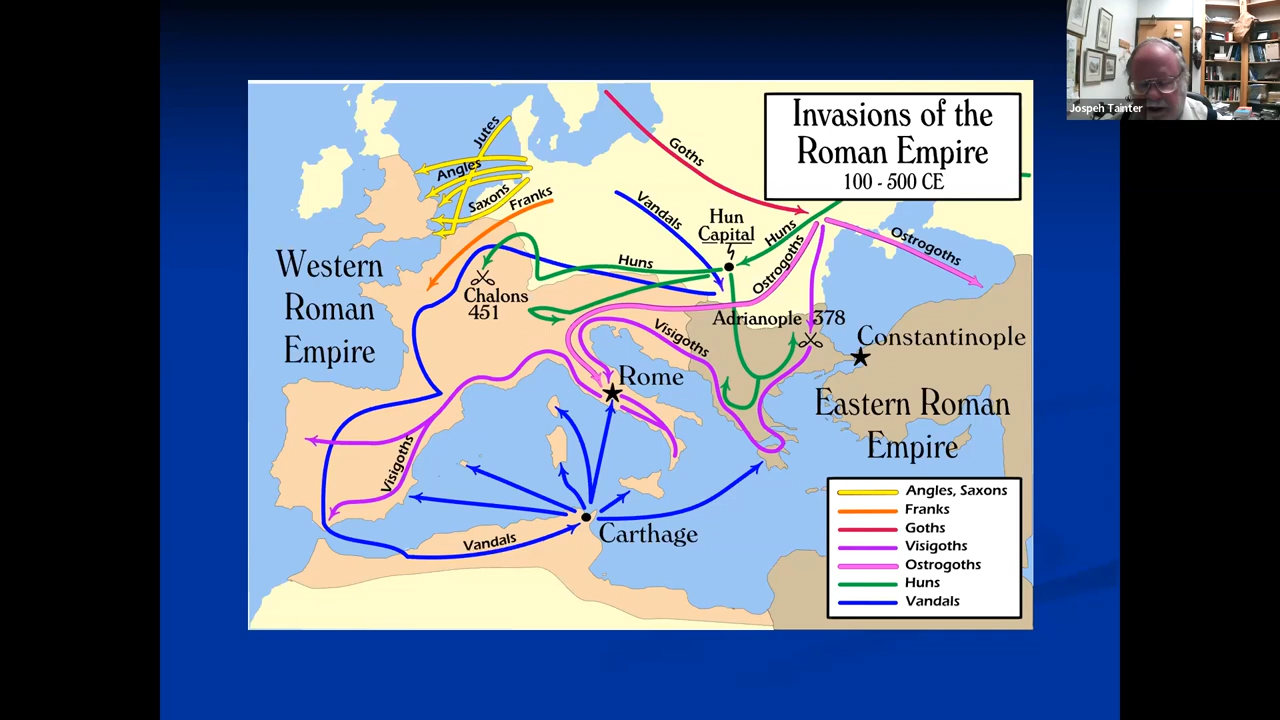 Jospeh Tainter
Invasions of the
Roman Empire
100 - 500 CE
Jutes
Angles
Saxons
Franks
Goths
Vandals
Hun
Capital
Huns
Ostrogoths
Ostrogoths
Huns
Western
Roman
Empire
Chalons
451
Adrianople 378
Visigoths
Constantinople
Rome
Eastern Roman
Empire
Visigoths
Carthage
Vandals
Angles, Saxons
Franks
Goths
Visigoths
Ostrogoths
Huns
Vandals